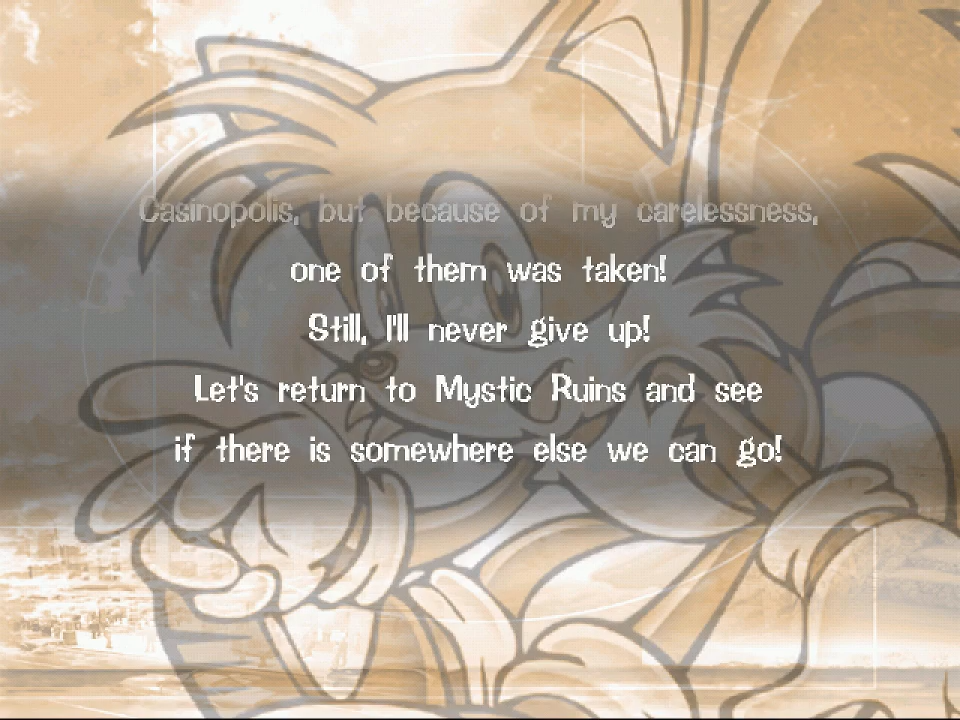 Casinopolis, but because of my carelessness,
one of them was taken!
Still, I'll never give up!
Let's return to Mystic Ruins and see
if there is somewhere else we can go!